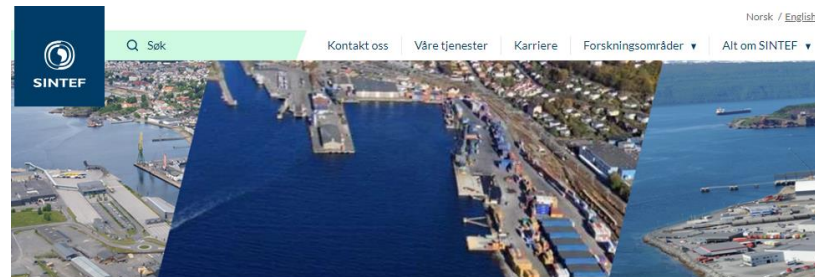 Norsk / English
Søk
Kontakt oss
Våre tjenester
Karriere
Forskningsområder ▾
Alt om SINTEF ▾
SINTEF